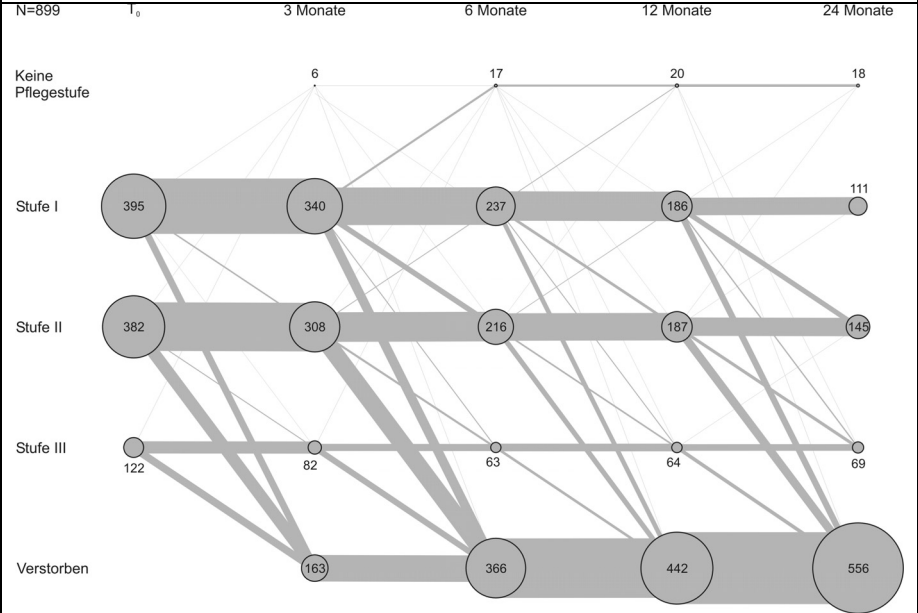 N=899 T₀ 3 Monate 6 Monate 12 Monate 24 Monate
Keine
Pflegestufe
6 17 20 18
Stufe I 395 340 237 186 111
Stufe II 382 308 216 187 145
Stufe III 122 82 63 64 69
Verstorben 163 366 442 556